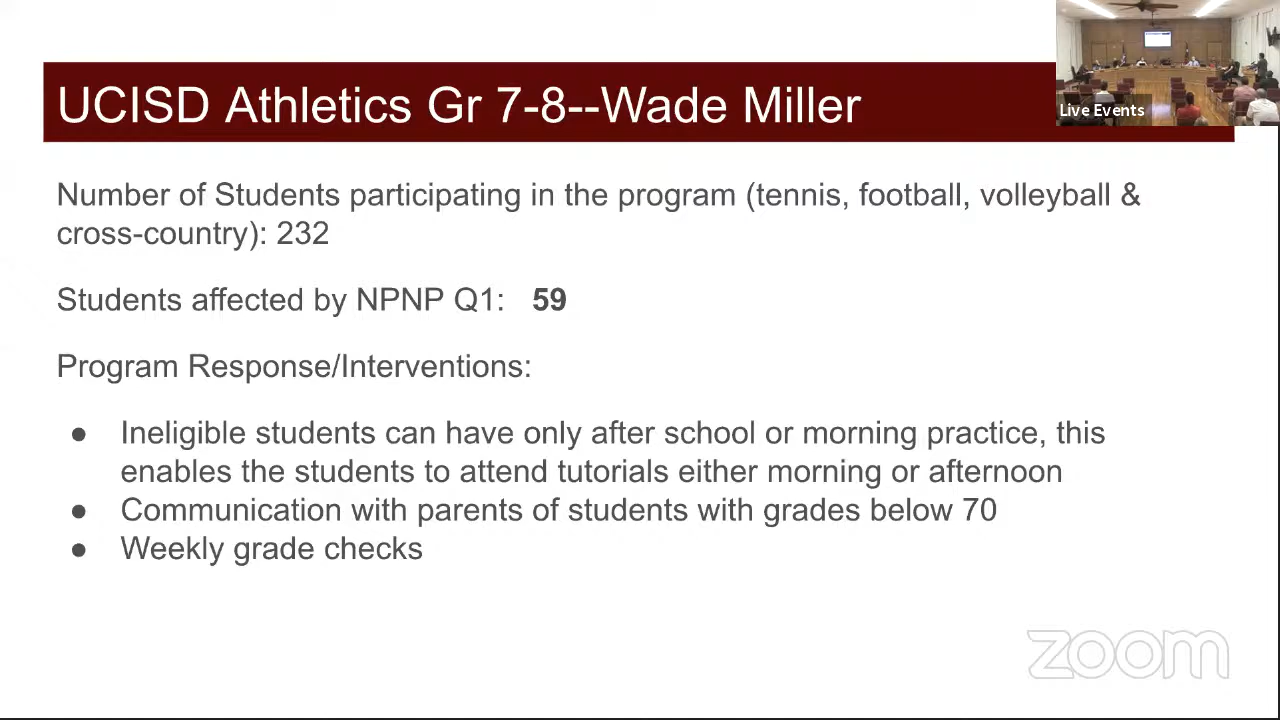 UCISD Athletics Gr 7-8--Wade Miller
Live Events
Number of Students participating in the program (tennis, football, volleyball &
cross-country): 232
Students affected by NPNP Q1: 59
Program Response/Interventions:
● Ineligible students can have only after school or morning practice, this
enables the students to attend tutorials either morning or afternoon
● Communication with parents of students with grades below 70
● Weekly grade checks
zoom